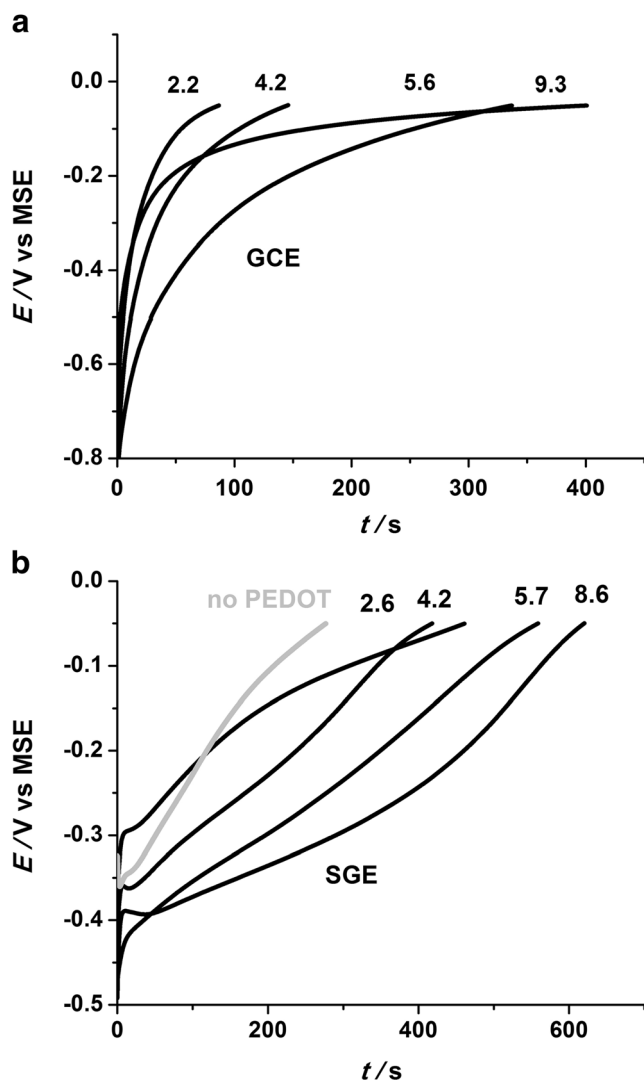 a
0.0
2.2 4.2 5.6 9.3
-0.2
E/V vs MSE
-0.4
GCE
-0.6
-0.8
0 100 200 300 400
t/s
b
0.0
no PEDOT 2.6 4.2 5.7 8.6
-0.1
-0.2
E/V vs MSE
-0.3
SGE
-0.4
-0.5
0 200 400 600
t/s